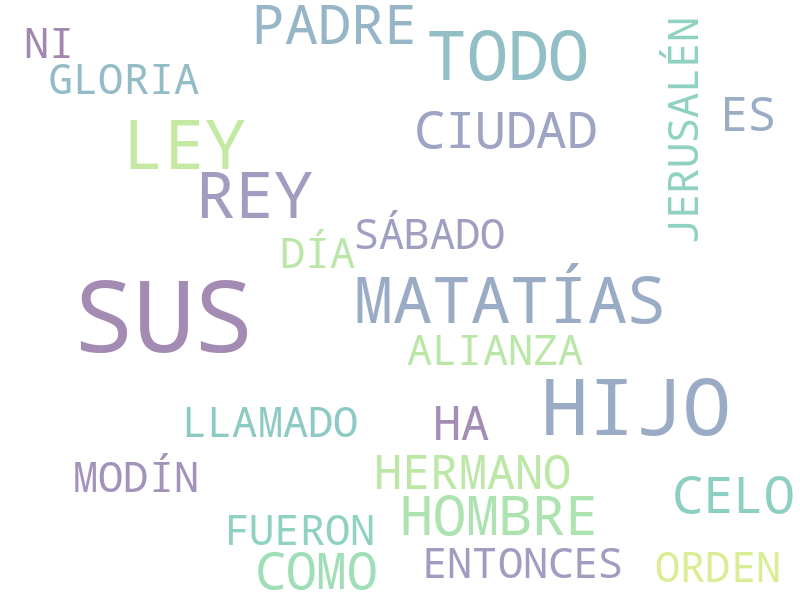 PADRE
NI
TODO
GLORIA
JERUSALÉN
ES
CIUDAD
LEY
REY
SÁBADO
DÍA
SUS
MATATÍAS
ALIANZA
HIJO
LLAMADO
HA
MODÍN
HERMANO
CELO
HOMBRE
FUERON
COMO
ENTONCES
ORDEN